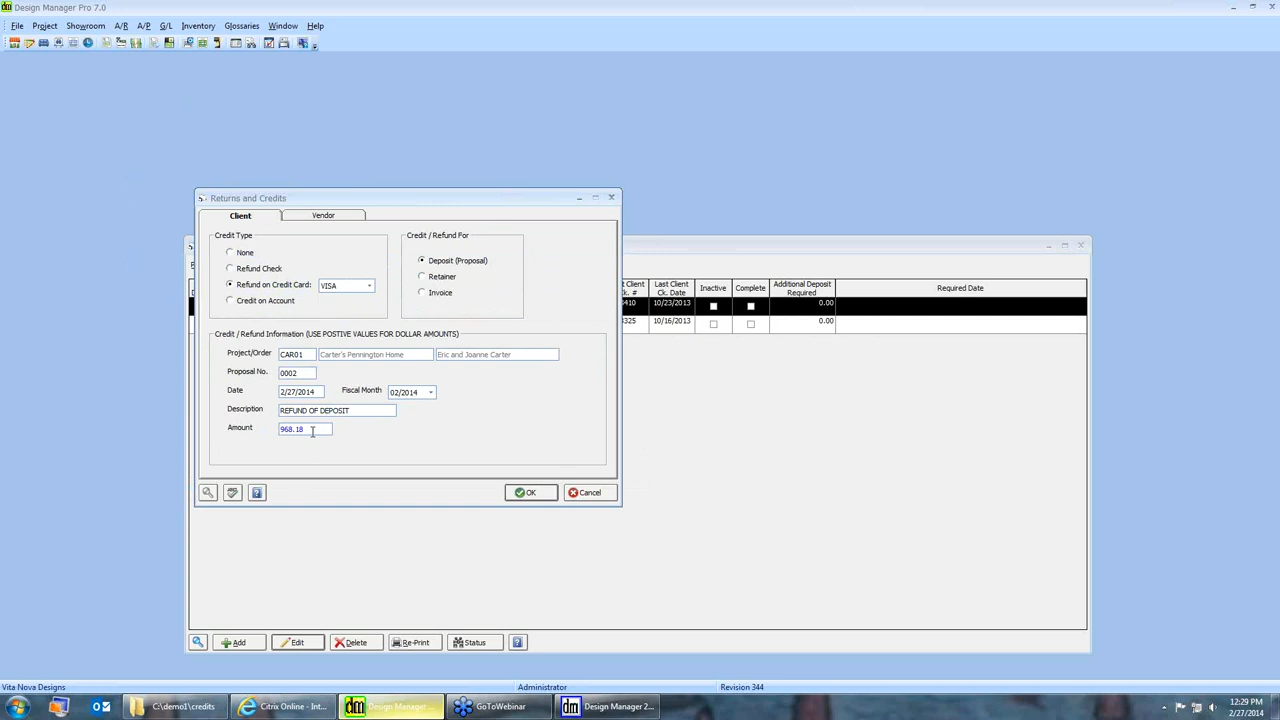 Design Manager Pro 7.0
File Project Showroom A/R A/P G/L Inventory Glossaries Window Help
Returns and Credits
Client Vendor
Credit Type Credit / Refund For
None
Refund Check
Refund on Credit Card: VISA
Credit on Account
Deposit (Proposal)
Retainer
Invoice
Credit / Refund Information (USE POSTIVE VALUES FOR DOLLAR AMOUNTS)
Project/Order CAR01 Carter's Pennington Home Eric and Joanne Carter
Proposal No. 0002
Date 2/27/2014 Fiscal Month 02/2014
Description REFUND OF DEPOSIT
Amount 968.18
OK Cancel
Last Client Ck. Date Inactive Complete Additional Deposit Required Required Date
410 10/23/2013 0.00
325 10/16/2013 0.00
Add Edit Delete Re-Print Status
Vita Nova Designs Administrator Revision 344
C:\demo1\credits Citrix Online - Int... Design Manager ... GoToWebinar Design Manager 2...
12:29 PM
2/27/2014